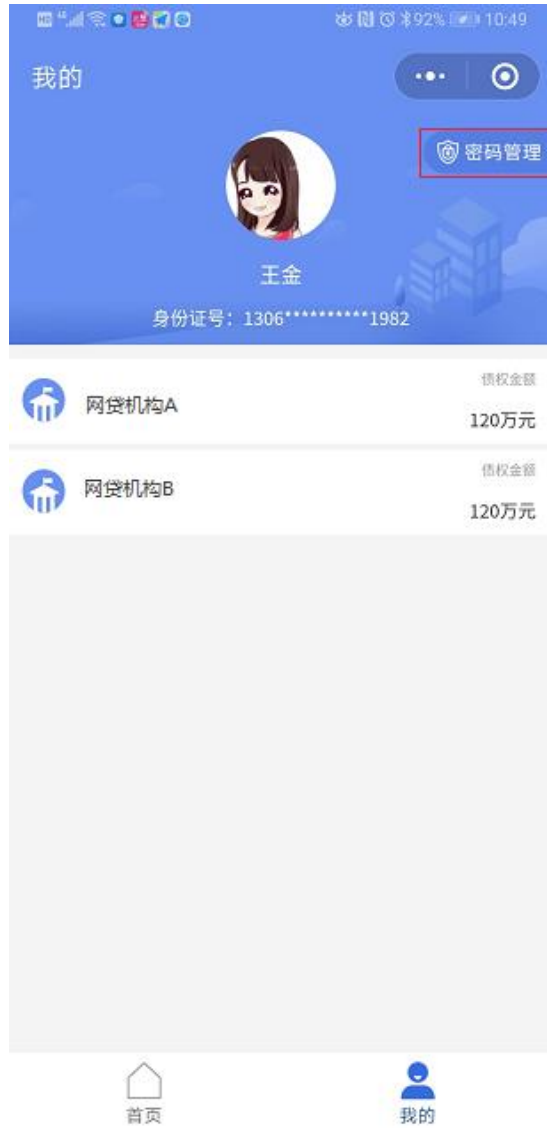 92% 10:49
我的
密码管理
王金
身份证号：1306**********1982
债权金额
网贷机构A
120万元
债权金额
网贷机构B
120万元
首页
我的